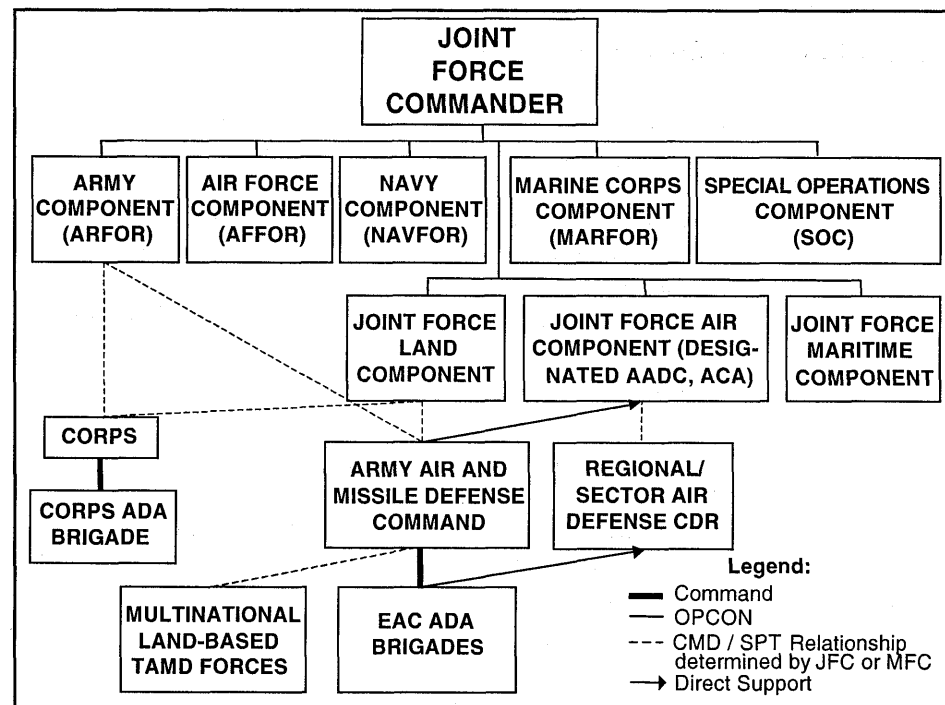 JOINT
FORCE
COMMANDER
ARMY
COMPONENT
(ARFOR)
AIR FORCE
COMPONENT
(AFFOR)
NAVY
COMPONENT
(NAVFOR)
MARINE CORPS
COMPONENT
(MARFOR)
SPECIAL OPERATIONS
COMPONENT
(SOC)
JOINT FORCE
LAND
COMPONENT
JOINT FORCE AIR
COMPONENT (DESIG-
NATED AADC, ACA)
JOINT FORCE
MARITIME
COMPONENT
CORPS
CORPS ADA
BRIGADE
ARMY AIR AND
MISSILE DEFENSE
COMMAND
REGIONAL/
SECTOR AIR
DEFENSE CDR
MULTINATIONAL
LAND-BASED
TAMD FORCES
EAC ADA
BRIGADES
Legend:
Command
OPCON
CMD / SPT Relationship
determined by JFC or MFC
Direct Support